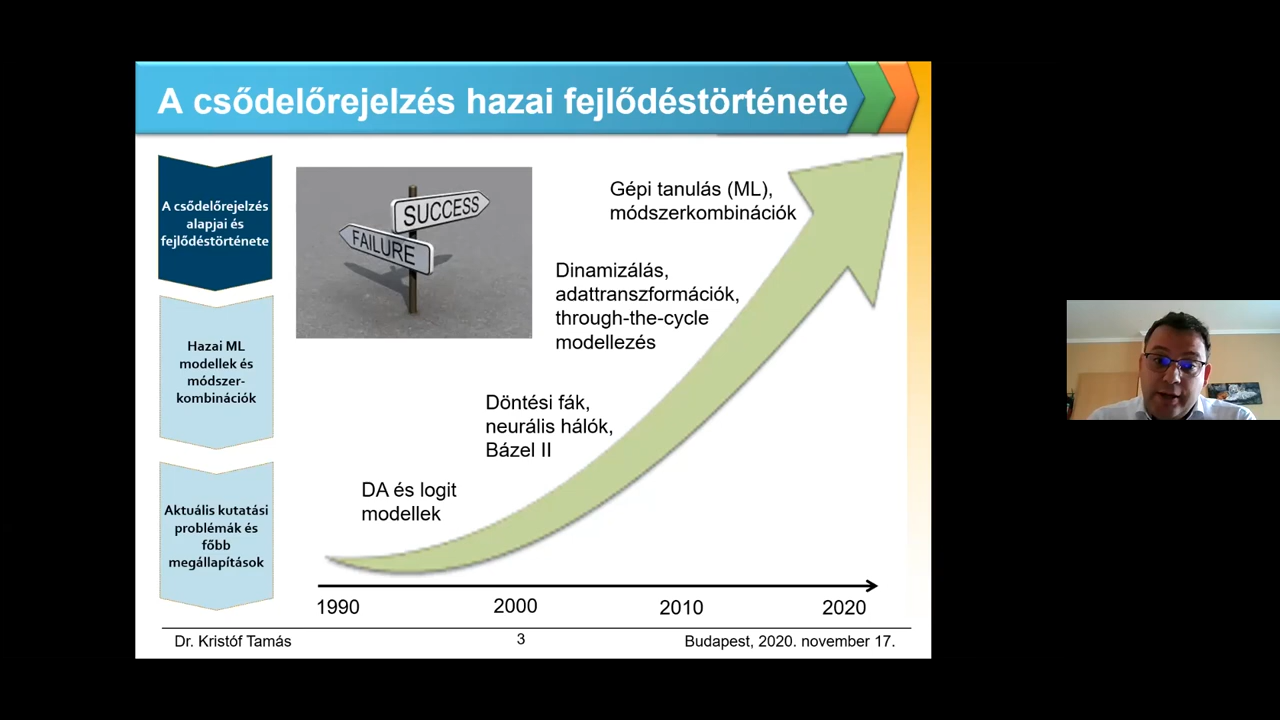 A csődelőrejelzés hazai fejlődéstörténete
A csődelőrejelzés
alapjai és
fejlődéstörténete
Hazai ML
modellek és
módszer-
kombinációk
Aktuális kutatási
problémák és
főbb
megállapítások
SUCCESS
FAILURE
Gépi tanulás (ML),
módszerkombinációk
Dinamizálás,
adattranszformációk,
through-the-cycle
modellezés
Döntési fák,
neurális hálók,
Bázel II
DA és logit
modellek
1990
2000
2010
2020
Dr. Kristóf Tamás
3
Budapest, 2020. november 17.